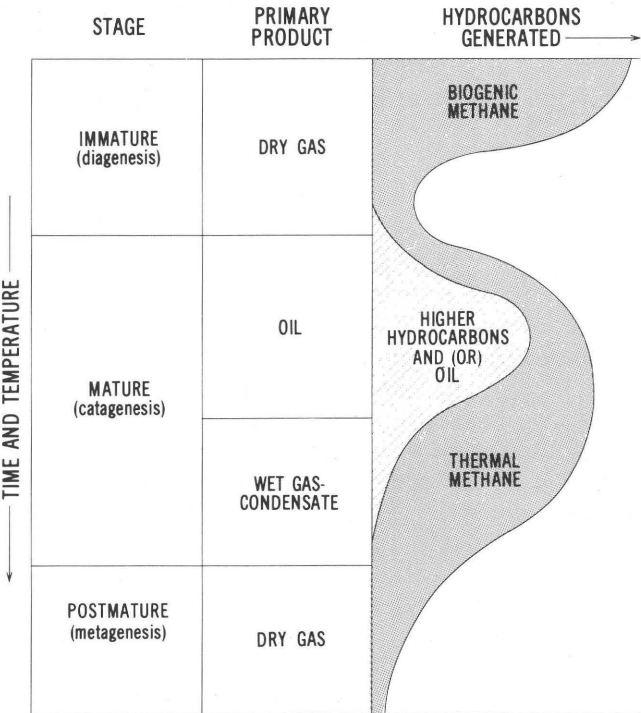 STAGE
PRIMARY
PRODUCT
HYDROCARBONS
GENERATED
IMMATURE
(diagenesis)
DRY GAS
BIOGENIC
METHANE
TIME AND TEMPERATURE
MATURE
(catagenesis)
OIL
HIGHER
HYDROCARBONS
AND (OR)
OIL
WET GAS-
CONDENSATE
THERMAL
METHANE
POSTMATURE
(metagenesis)
DRY GAS